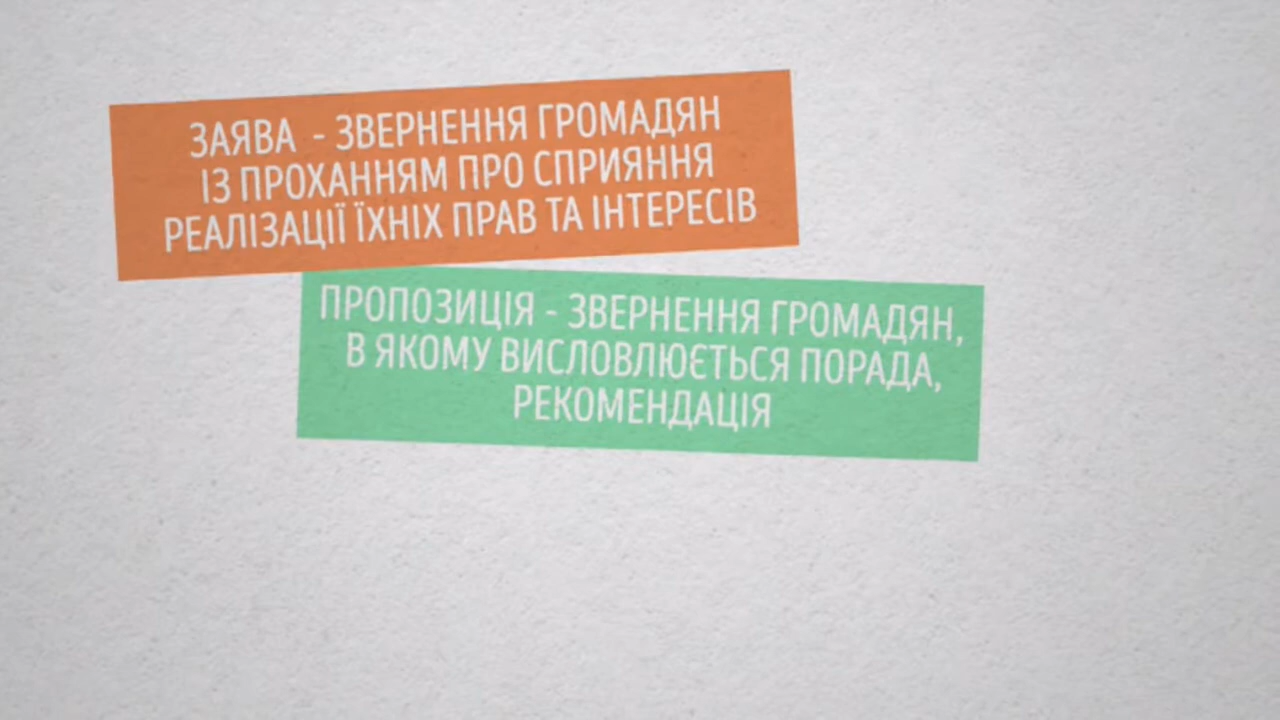 ЗАЯВА - ЗВЕРНЕННЯ ГРОМАДЯН
ІЗ ПРОХАННЯМ ПРО СПРИЯННЯ
РЕАЛІЗАЦІЇ ЇХНІХ ПРАВ ТА ІНТЕРЕСІВ
ПРОПОЗИЦІЯ - ЗВЕРНЕННЯ ГРОМАДЯН,
В ЯКОМУ ВИСЛОВЛЮЄТЬСЯ ПОРАДА,
РЕКОМЕНДАЦІЯ